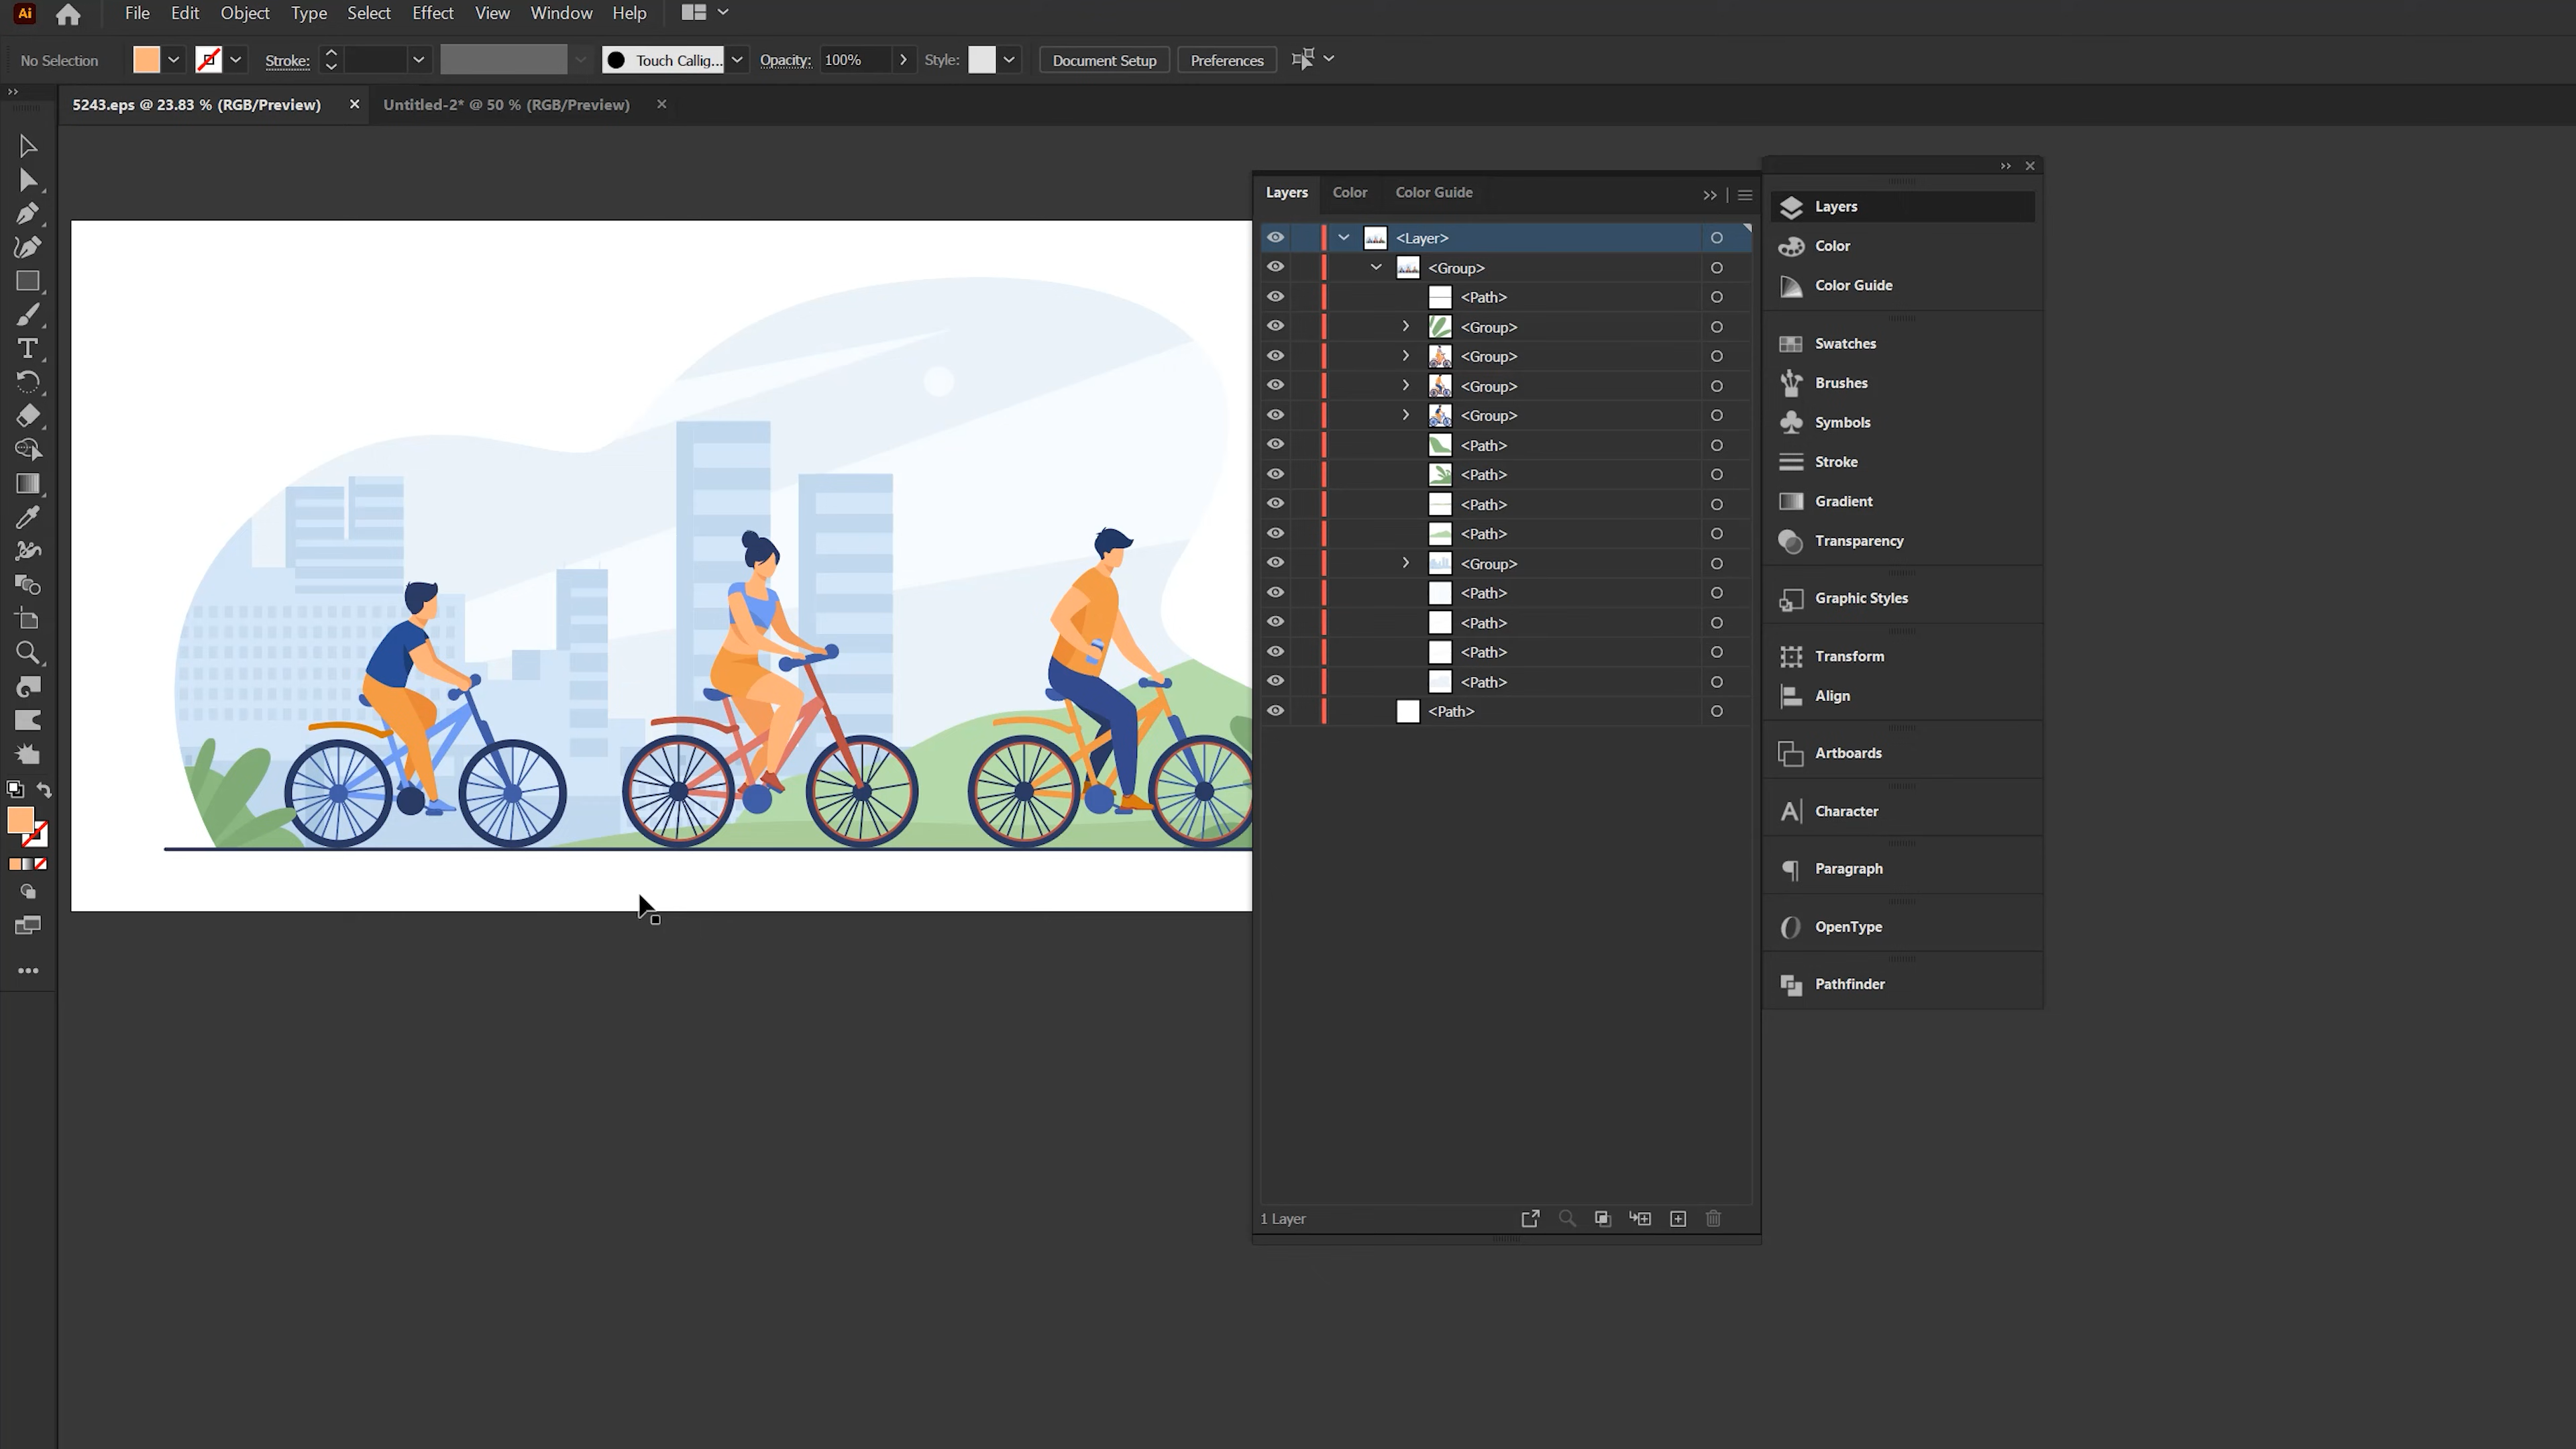 Ai File Edit Object Type Select Effect View Window Help
No Selection Stroke: Touch Callig... Opacity: 100% Style: Document Setup Preferences
5243.eps @ 23.83 % (RGB/Preview) × Untitled-2* @ 50 % (RGB/Preview) ×
Layers Color Color Guide
<Layer>
<Group>
<Path>
<Group>
<Group>
<Group>
<Group>
<Path>
<Path>
<Path>
<Path>
<Group>
<Path>
<Path>
<Path>
<Path>
<Path>
1 Layer
Layers
Color
Color Guide
Swatches
Brushes
Symbols
Stroke
Gradient
Transparency
Graphic Styles
Transform
Align
Artboards
Character
Paragraph
OpenType
Pathfinder